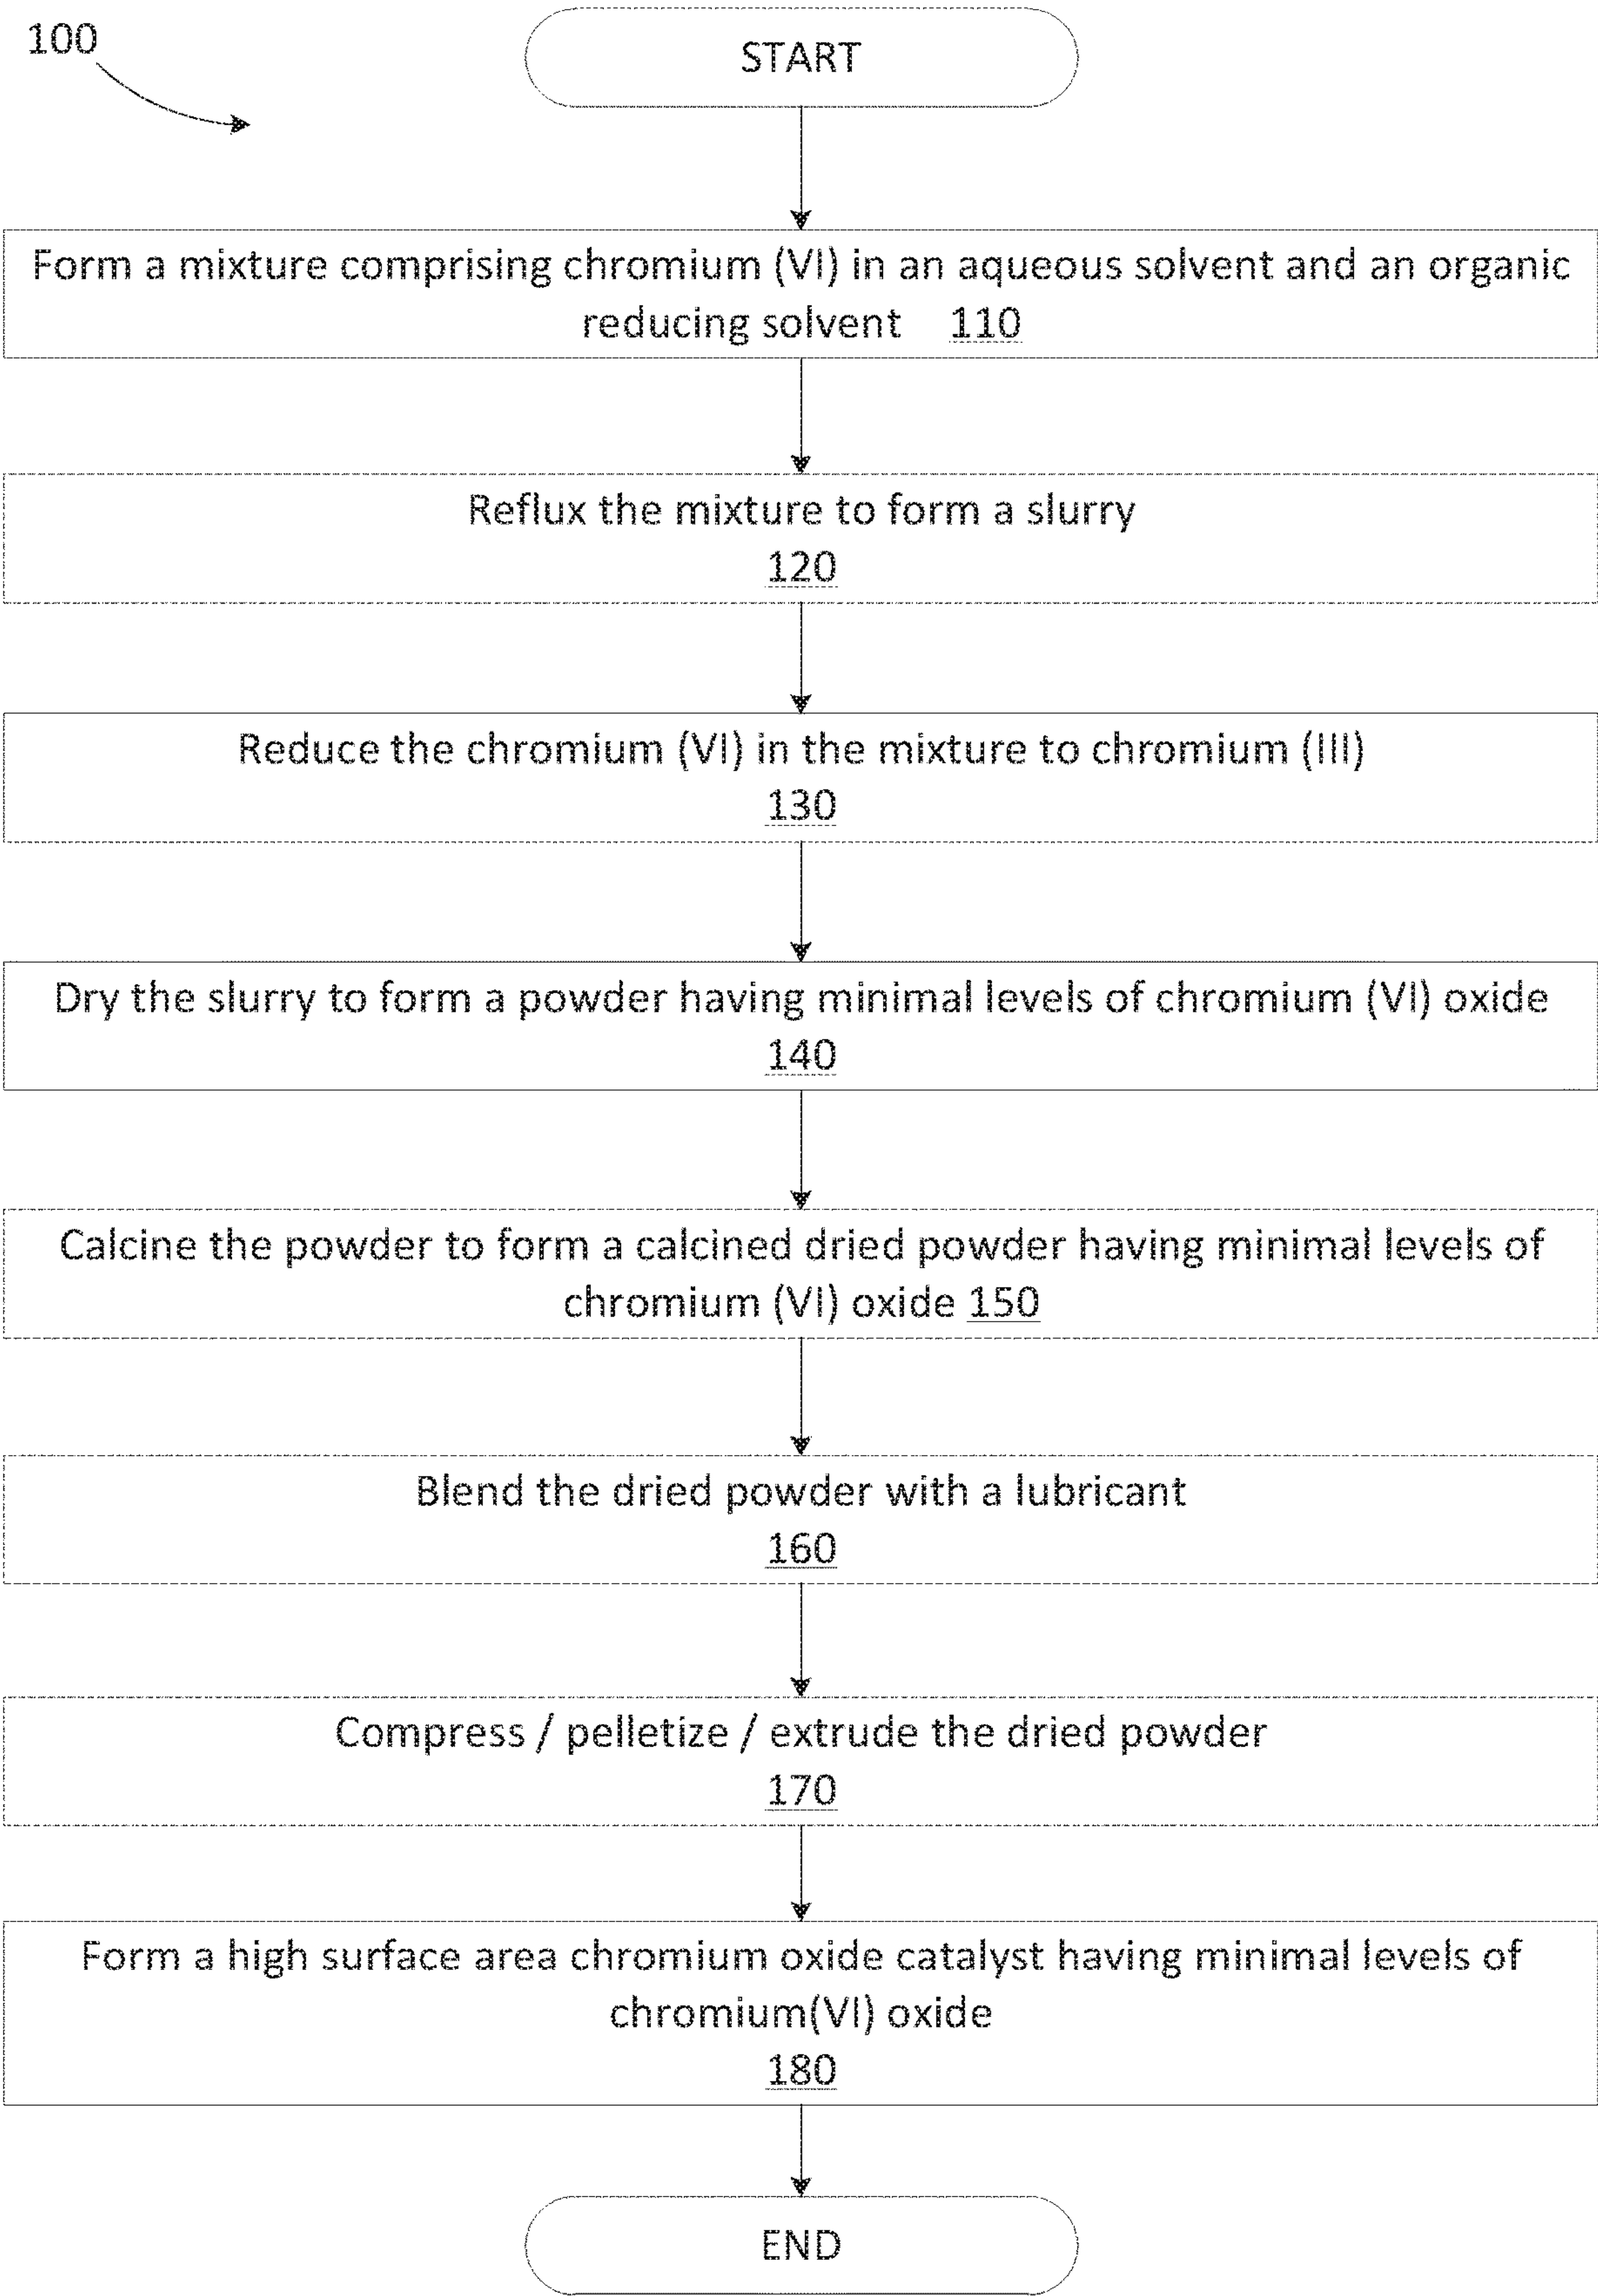 100
START
Form a mixture comprising chromium (VI) in an aqueous solvent and an organic
reducing solvent 110
Reflux the mixture to form a slurry
120
Reduce the chromium (VI) in the mixture to chromium (III)
130
Dry the slurry to form a powder having minimal levels of chromium (VI) oxide
140
Calcine the powder to form a calcined dried powder having minimal levels of
chromium (VI) oxide 150
Blend the dried powder with a lubricant
160
Compress / pelletize / extrude the dried powder
170
Form a high surface area chromium oxide catalyst having minimal levels of
chromium(VI) oxide
180
END